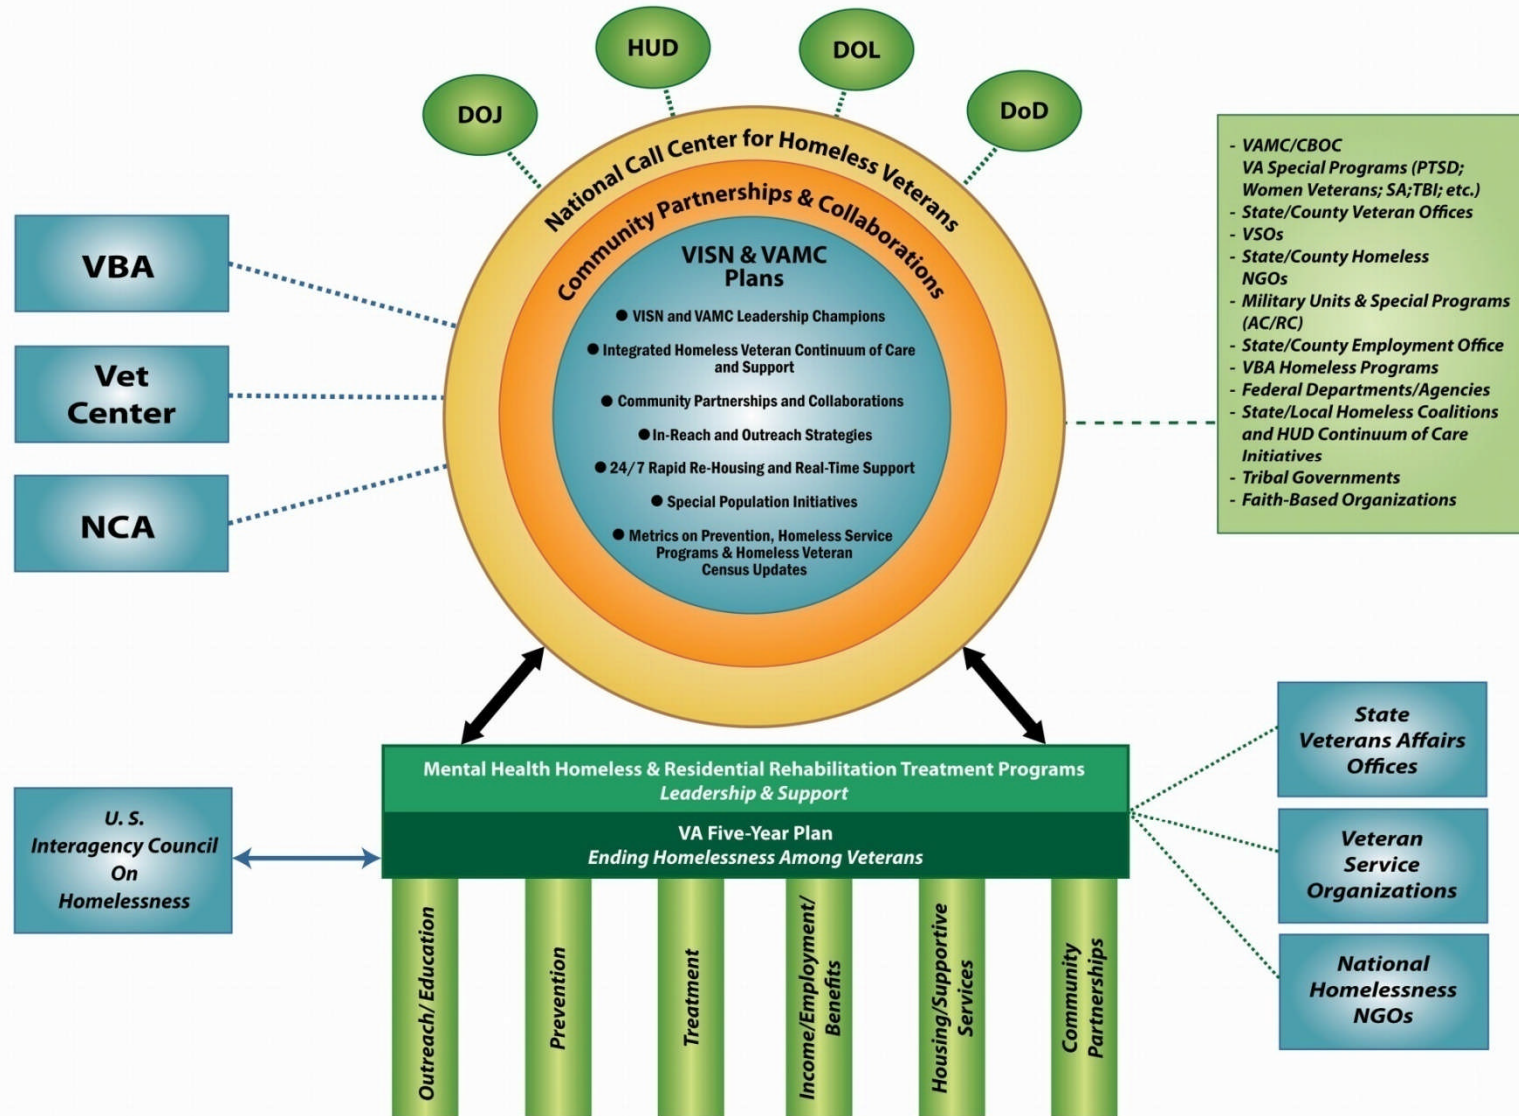 HUD
DOL
DOJ
DoD
National Call Center for Homeless Veterans
Community Partnerships & Collaborations
VISN & VAMC
Plans
● VISN and VAMC Leadership Champions
● Integrated Homeless Veteran Continuum of Care
and Support
● Community Partnerships and Collaborations
● In-Reach and Outreach Strategies
● 24/7 Rapid Re-Housing and Real-Time Support
● Special Population Initiatives
● Metrics on Prevention, Homeless Service
Programs & Homeless Veteran
Census Updates
VBA
Vet
Center
NCA
- VAMC/CBOC
VA Special Programs (PTSD;
Women Veterans; SA;TBI; etc.)
- State/County Veteran Offices
- VSOs
- State/County Homeless
NGOs
- Military Units & Special Programs
(AC/RC)
- State/County Employment Office
- VBA Homeless Programs
- Federal Departments/Agencies
- State/Local Homeless Coalitions
and HUD Continuum of Care
Initiatives
- Tribal Governments
- Faith-Based Organizations
Mental Health Homeless & Residential Rehabilitation Treatment Programs
Leadership & Support
VA Five-Year Plan
Ending Homelessness Among Veterans
U. S.
Interagency Council
On
Homelessness
State
Veterans Affairs
Offices
Veteran
Service
Organizations
National
Homelessness
NGOs
Outreach/ Education
Prevention
Treatment
Income/Employment/
Benefits
Housing/Supportive
Services
Community
Partnerships